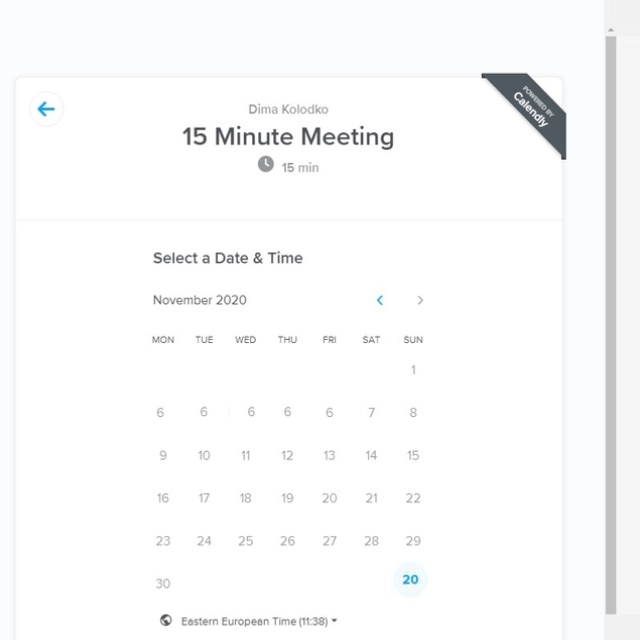 POWERED BY
Calendly
Dima Kolodko
15 Minute Meeting
15 min
Select a Date & Time
November 2020
MON TUE WED THU FRI SAT SUN
1
6 6 6 6 6 7 8
9 10 11 12 13 14 15
16 17 18 19 20 21 22
23 24 25 26 27 28 29
30 20
Eastern European Time (11:38)